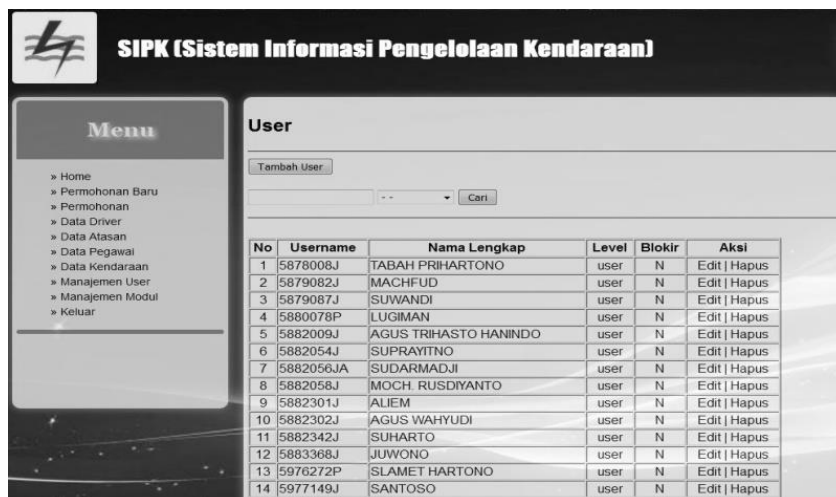 SIPK (Sistem Informasi Pengelolaan Kendaraan)
Menu
» Home
» Permohonan Baru
» Permohonan
» Data Driver
» Data Atasan
» Data Pegawai
» Data Kendaraan
» Manajemen User
» Manajemen Modul
» Keluar
User
Tambah User
- - Cari
No Username Nama Lengkap Level Blokir Aksi
1 5878008J TABAH PRIHARTONO user N Edit | Hapus
2 5879082J MACHFUD user N Edit | Hapus
3 5879087J SUWANDI user N Edit | Hapus
4 5880078P LUGIMAN user N Edit | Hapus
5 5882009J AGUS TRIHASTO HANINDO user N Edit | Hapus
6 5882054J SUPRAYITNO user N Edit | Hapus
7 5882056JA SUDARMADJI user N Edit | Hapus
8 5882058J MOCH. RUSDIYANTO user N Edit | Hapus
9 5882301J ALIEM user N Edit | Hapus
10 5882302J AGUS WAHYUDI user N Edit | Hapus
11 5882342J SUHARTO user N Edit | Hapus
12 5883368J JUWONO user N Edit | Hapus
13 5976272P SLAMET HARTONO user N Edit | Hapus
14 5977149J SANTOSO user N Edit | Hapus